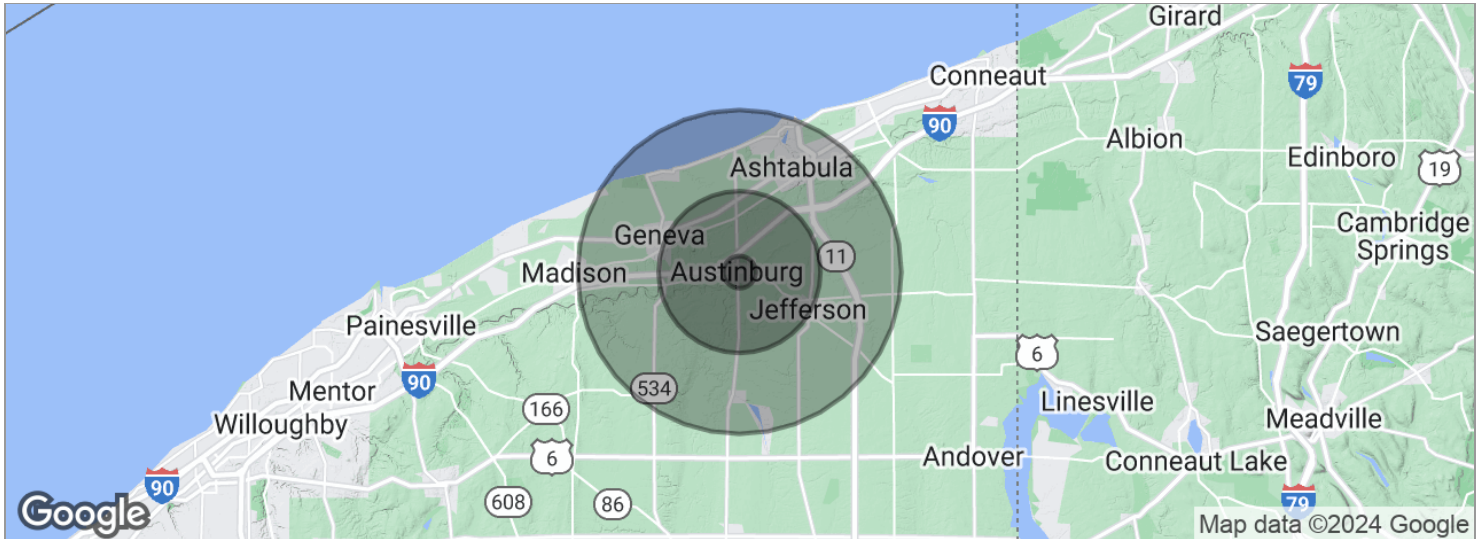 Girard
Conneaut
79
90
Albion
Edinboro
19
Ashtabula
Cambridge
Springs
Geneva
11
Madison
Austinburg
Jefferson
Painesville
Saegertown
6
90
534
Mentor
166
Linesville
Willoughby
Meadville
6
Andover
Conneaut Lake
90
608
86
79
Google
Map data ©2024 Google